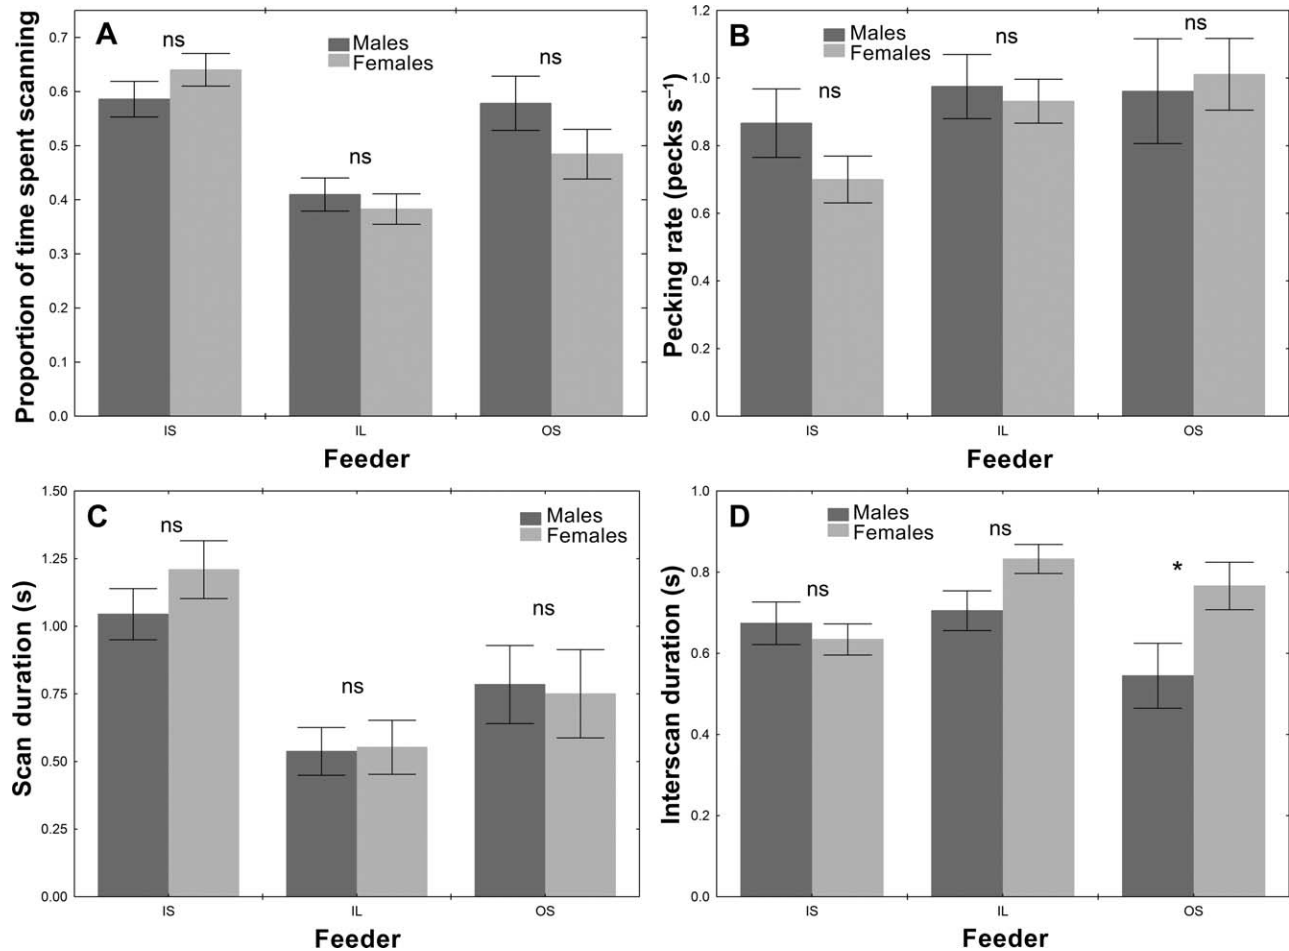 A
ns
Males
Females
ns
ns
Proportion of time spent scanning
0.7
0.6
0.5
0.4
0.3
0.2
0.1
0.0
IS
IL
OS
Feeder
B
Males
Females
ns
ns
ns
Pecking rate (pecks s⁻¹)
1.2
1.0
0.8
0.6
0.4
0.2
0.0
IS
IL
OS
Feeder
C
ns
Males
Females
ns
ns
Scan duration (s)
1.50
1.25
1.00
0.75
0.50
0.25
0.00
IS
IL
OS
Feeder
D
Males
Females
ns
ns
*
Interscan duration (s)
1.0
0.8
0.6
0.4
0.2
0.0
IS
IL
OS
Feeder